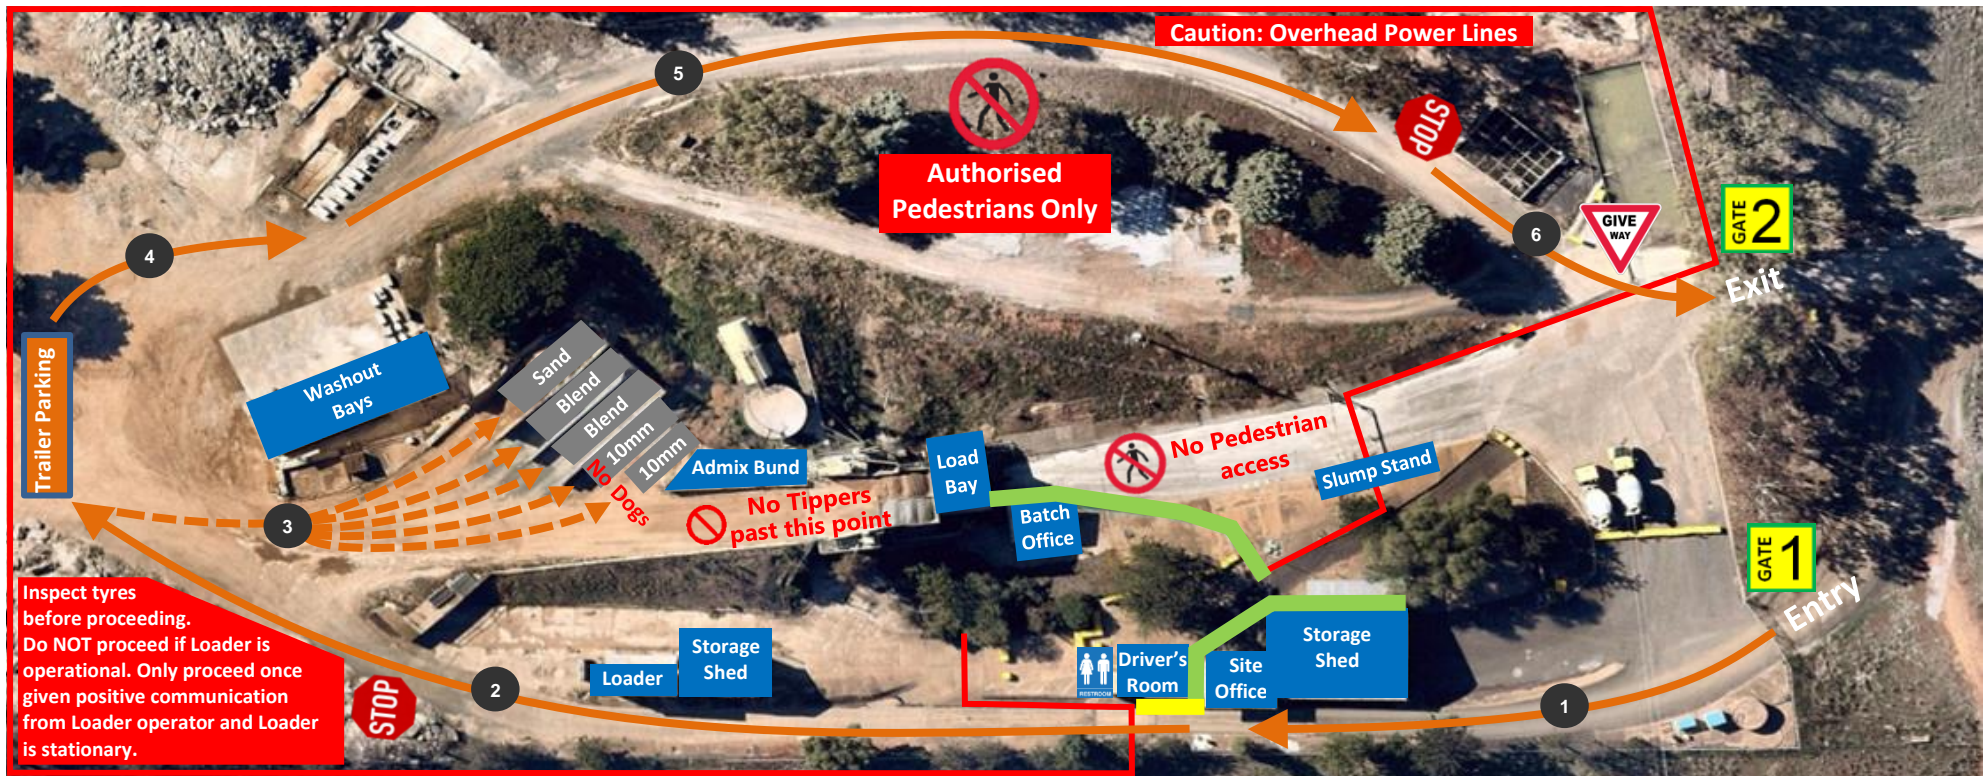 Caution: Overhead Power Lines
5
STOP
Authorised
Pedestrians Only
GIVE
WAY
GATE 2
6
4
Exit
Trailer Parking
Washout
Bays
Sand
Blend
Blend
10mm
10mm
No Dogs
Admix Bund
Load
Bay
No Pedestrian
access
Slump Stand
3
No Tippers
past this point
Batch
Office
GATE 1
Entry
Inspect tyres
before proceeding.
Do NOT proceed if Loader is
operational. Only proceed once
given positive communication
from Loader operator and Loader
is stationary.
STOP
2
Loader
Storage
Shed
RESTROOM
Driver's
Room
Site
Office
Storage
Shed
1